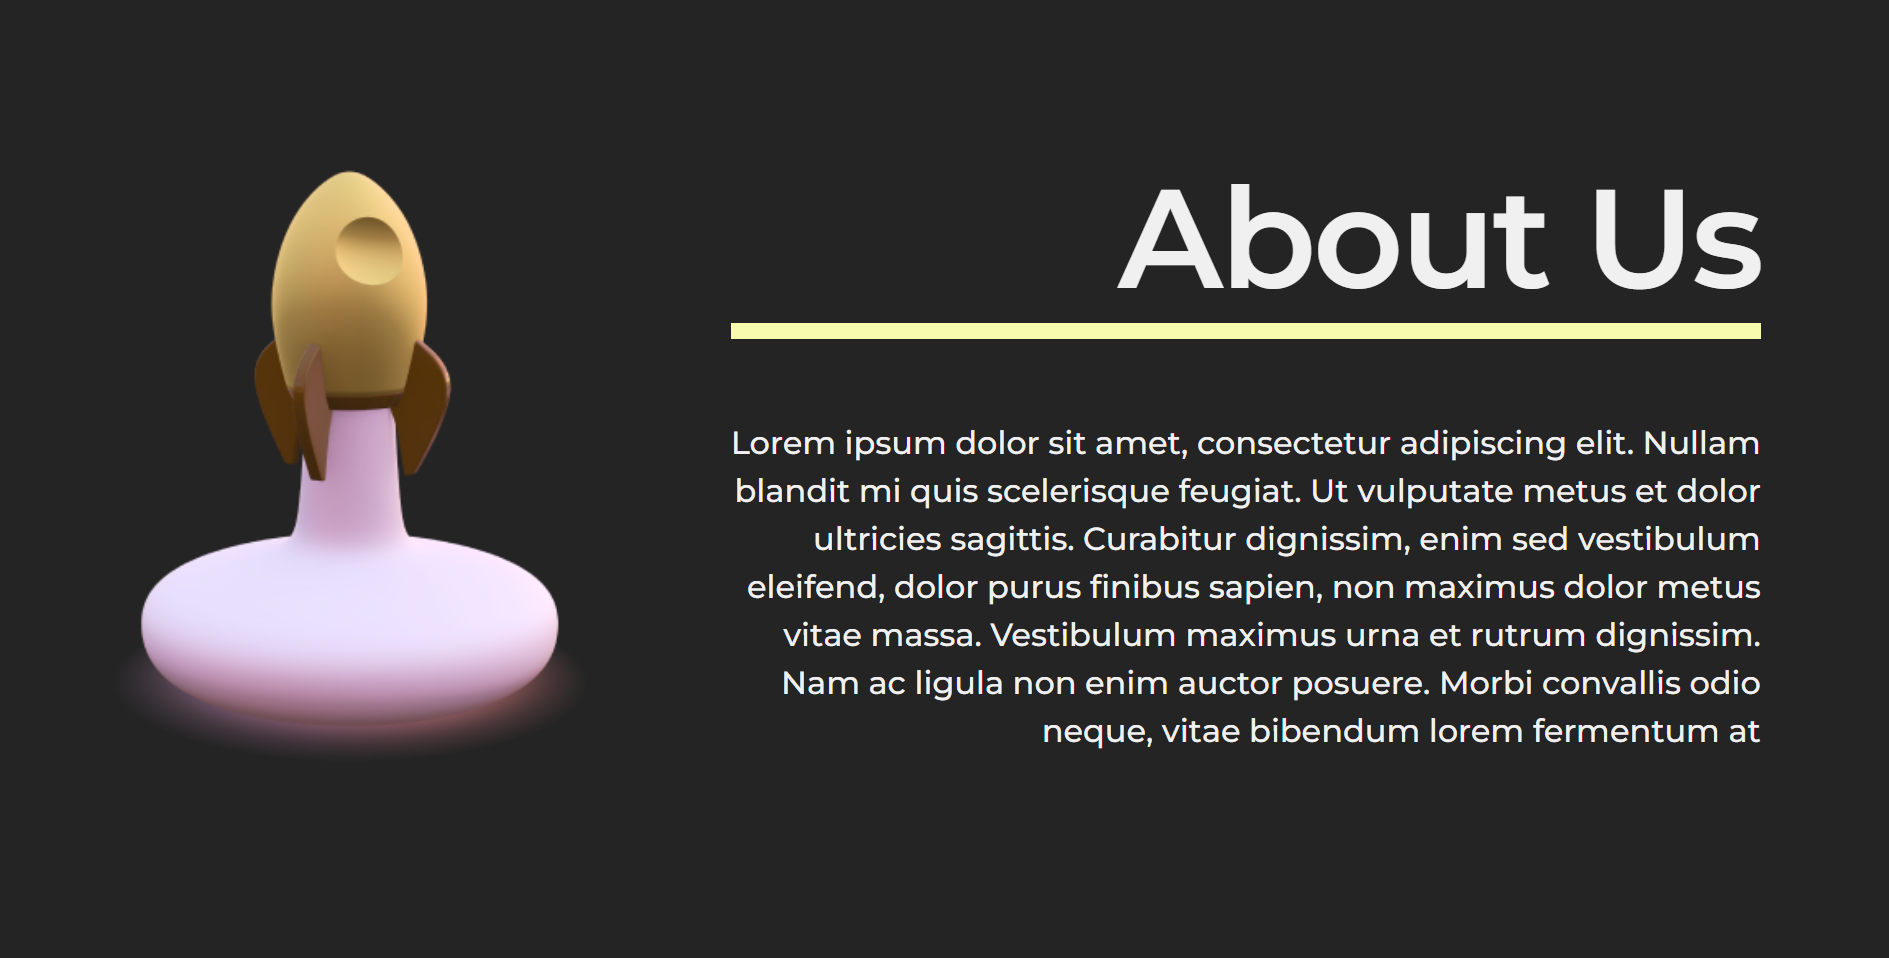 About Us
Lorem ipsum dolor sit amet, consectetur adipiscing elit. Nullam
blandit mi quis scelerisque feugiat. Ut vulputate metus et dolor
ultricies sagittis. Curabitur dignissim, enim sed vestibulum
eleifend, dolor purus finibus sapien, non maximus dolor metus
vitae massa. Vestibulum maximus urna et rutrum dignissim.
Nam ac ligula non enim auctor posuere. Morbi convallis odio
neque, vitae bibendum lorem fermentum at